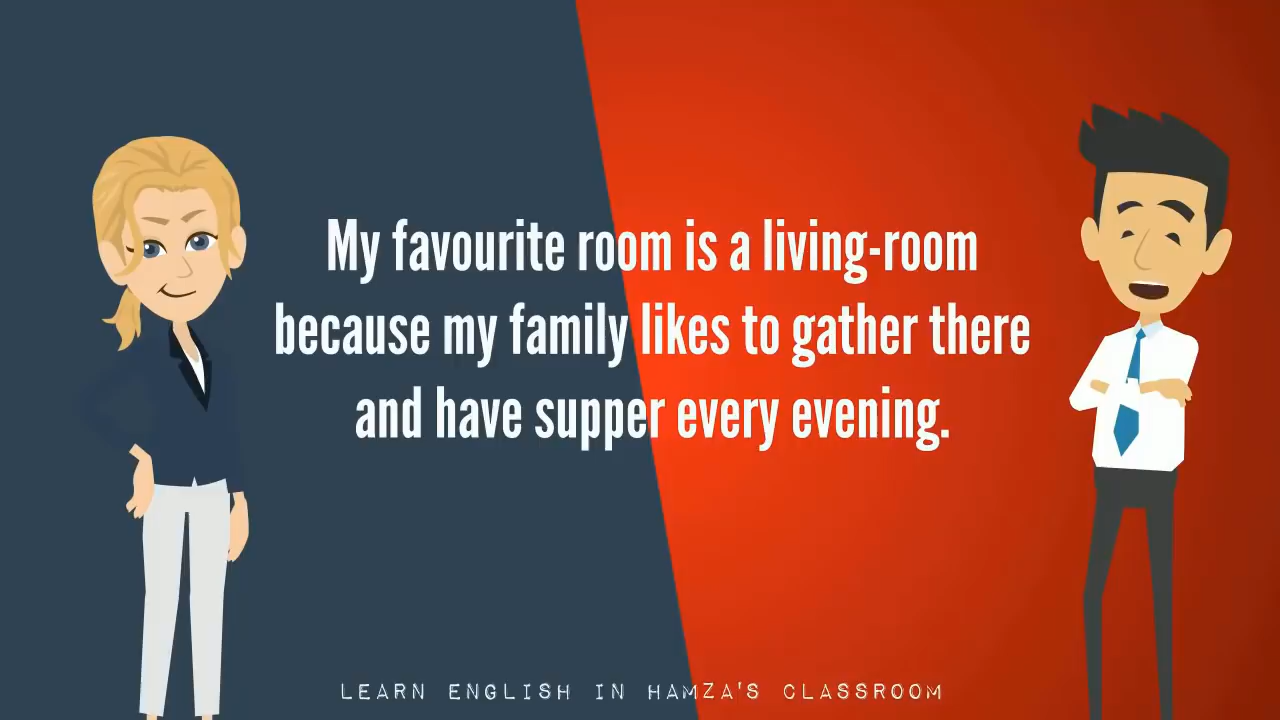 My favourite room is a living-room
because my family likes to gather there
and have supper every evening.
LEARN ENGLISH IN HAMZA'S CLASSROOM